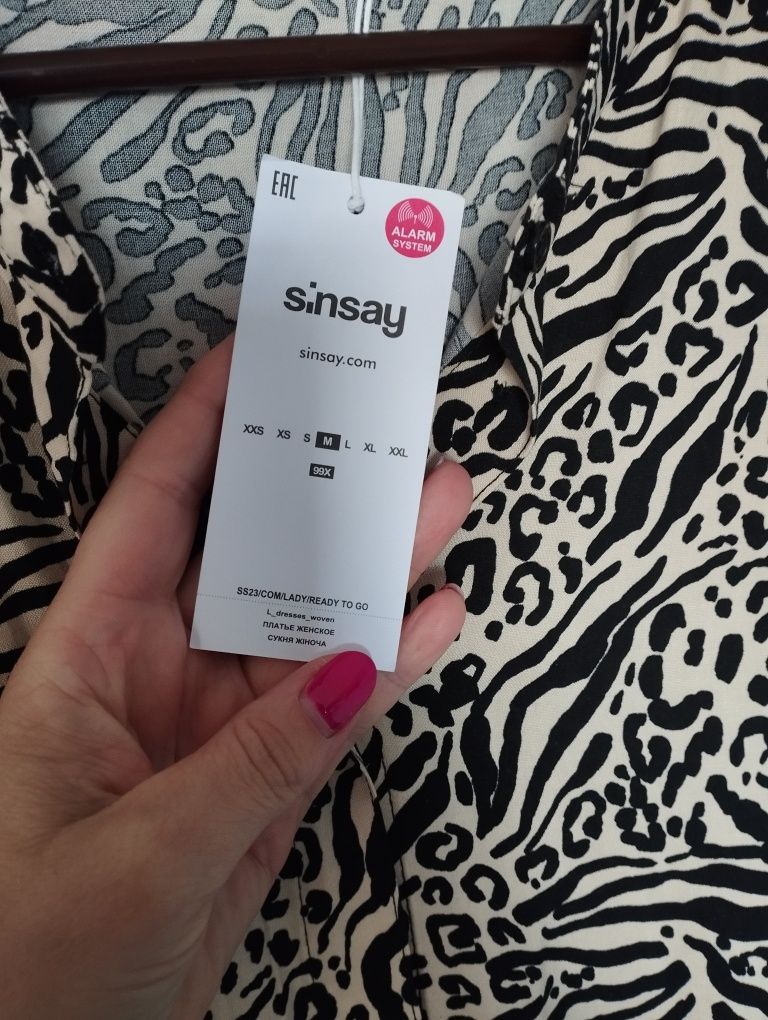 EAC
ALARM
SYSTEM
sinsay
sinsay.com
XXS XS S M L XL XXL
99X
SS23/COM/LADY/READY TO GO
L_dresses_woven
ПЛАТЬЕ ЖЕНСКОЕ
СУКНЯ ЖІНОЧА